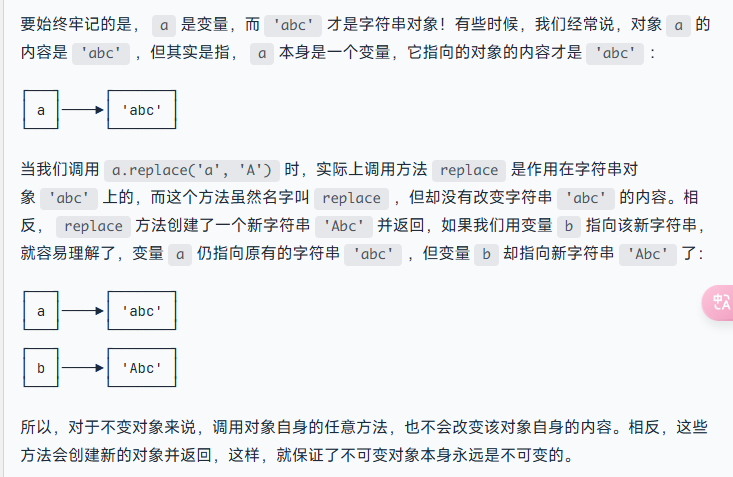 要始终牢记的是， a 是变量，而 'abc' 才是字符串对象！有些时候，我们经常说，对象 a 的
内容是 'abc' ，但其实是指， a 本身是一个变量，它指向的对象的内容才是 'abc' ：
a 'abc'
当我们调用 a.replace('a', 'A') 时，实际上调用方法 replace 是作用在字符串对
象 'abc' 上的，而这个方法虽然名字叫 replace ，但却没有改变字符串 'abc' 的内容。相
反， replace 方法创建了一个新字符串 'Abc' 并返回，如果我们用变量 b 指向该新字符串，
就容易理解了，变量 a 仍指向原有的字符串 'abc' ，但变量 b 却指向新字符串 'Abc' 了：
a 'abc'
b 'Abc'
所以，对于不变对象来说，调用对象自身的任意方法，也不会改变该对象自身的内容。相反，这些
方法会创建新的对象并返回，这样，就保证了不可变对象本身永远是不可变的。
中A